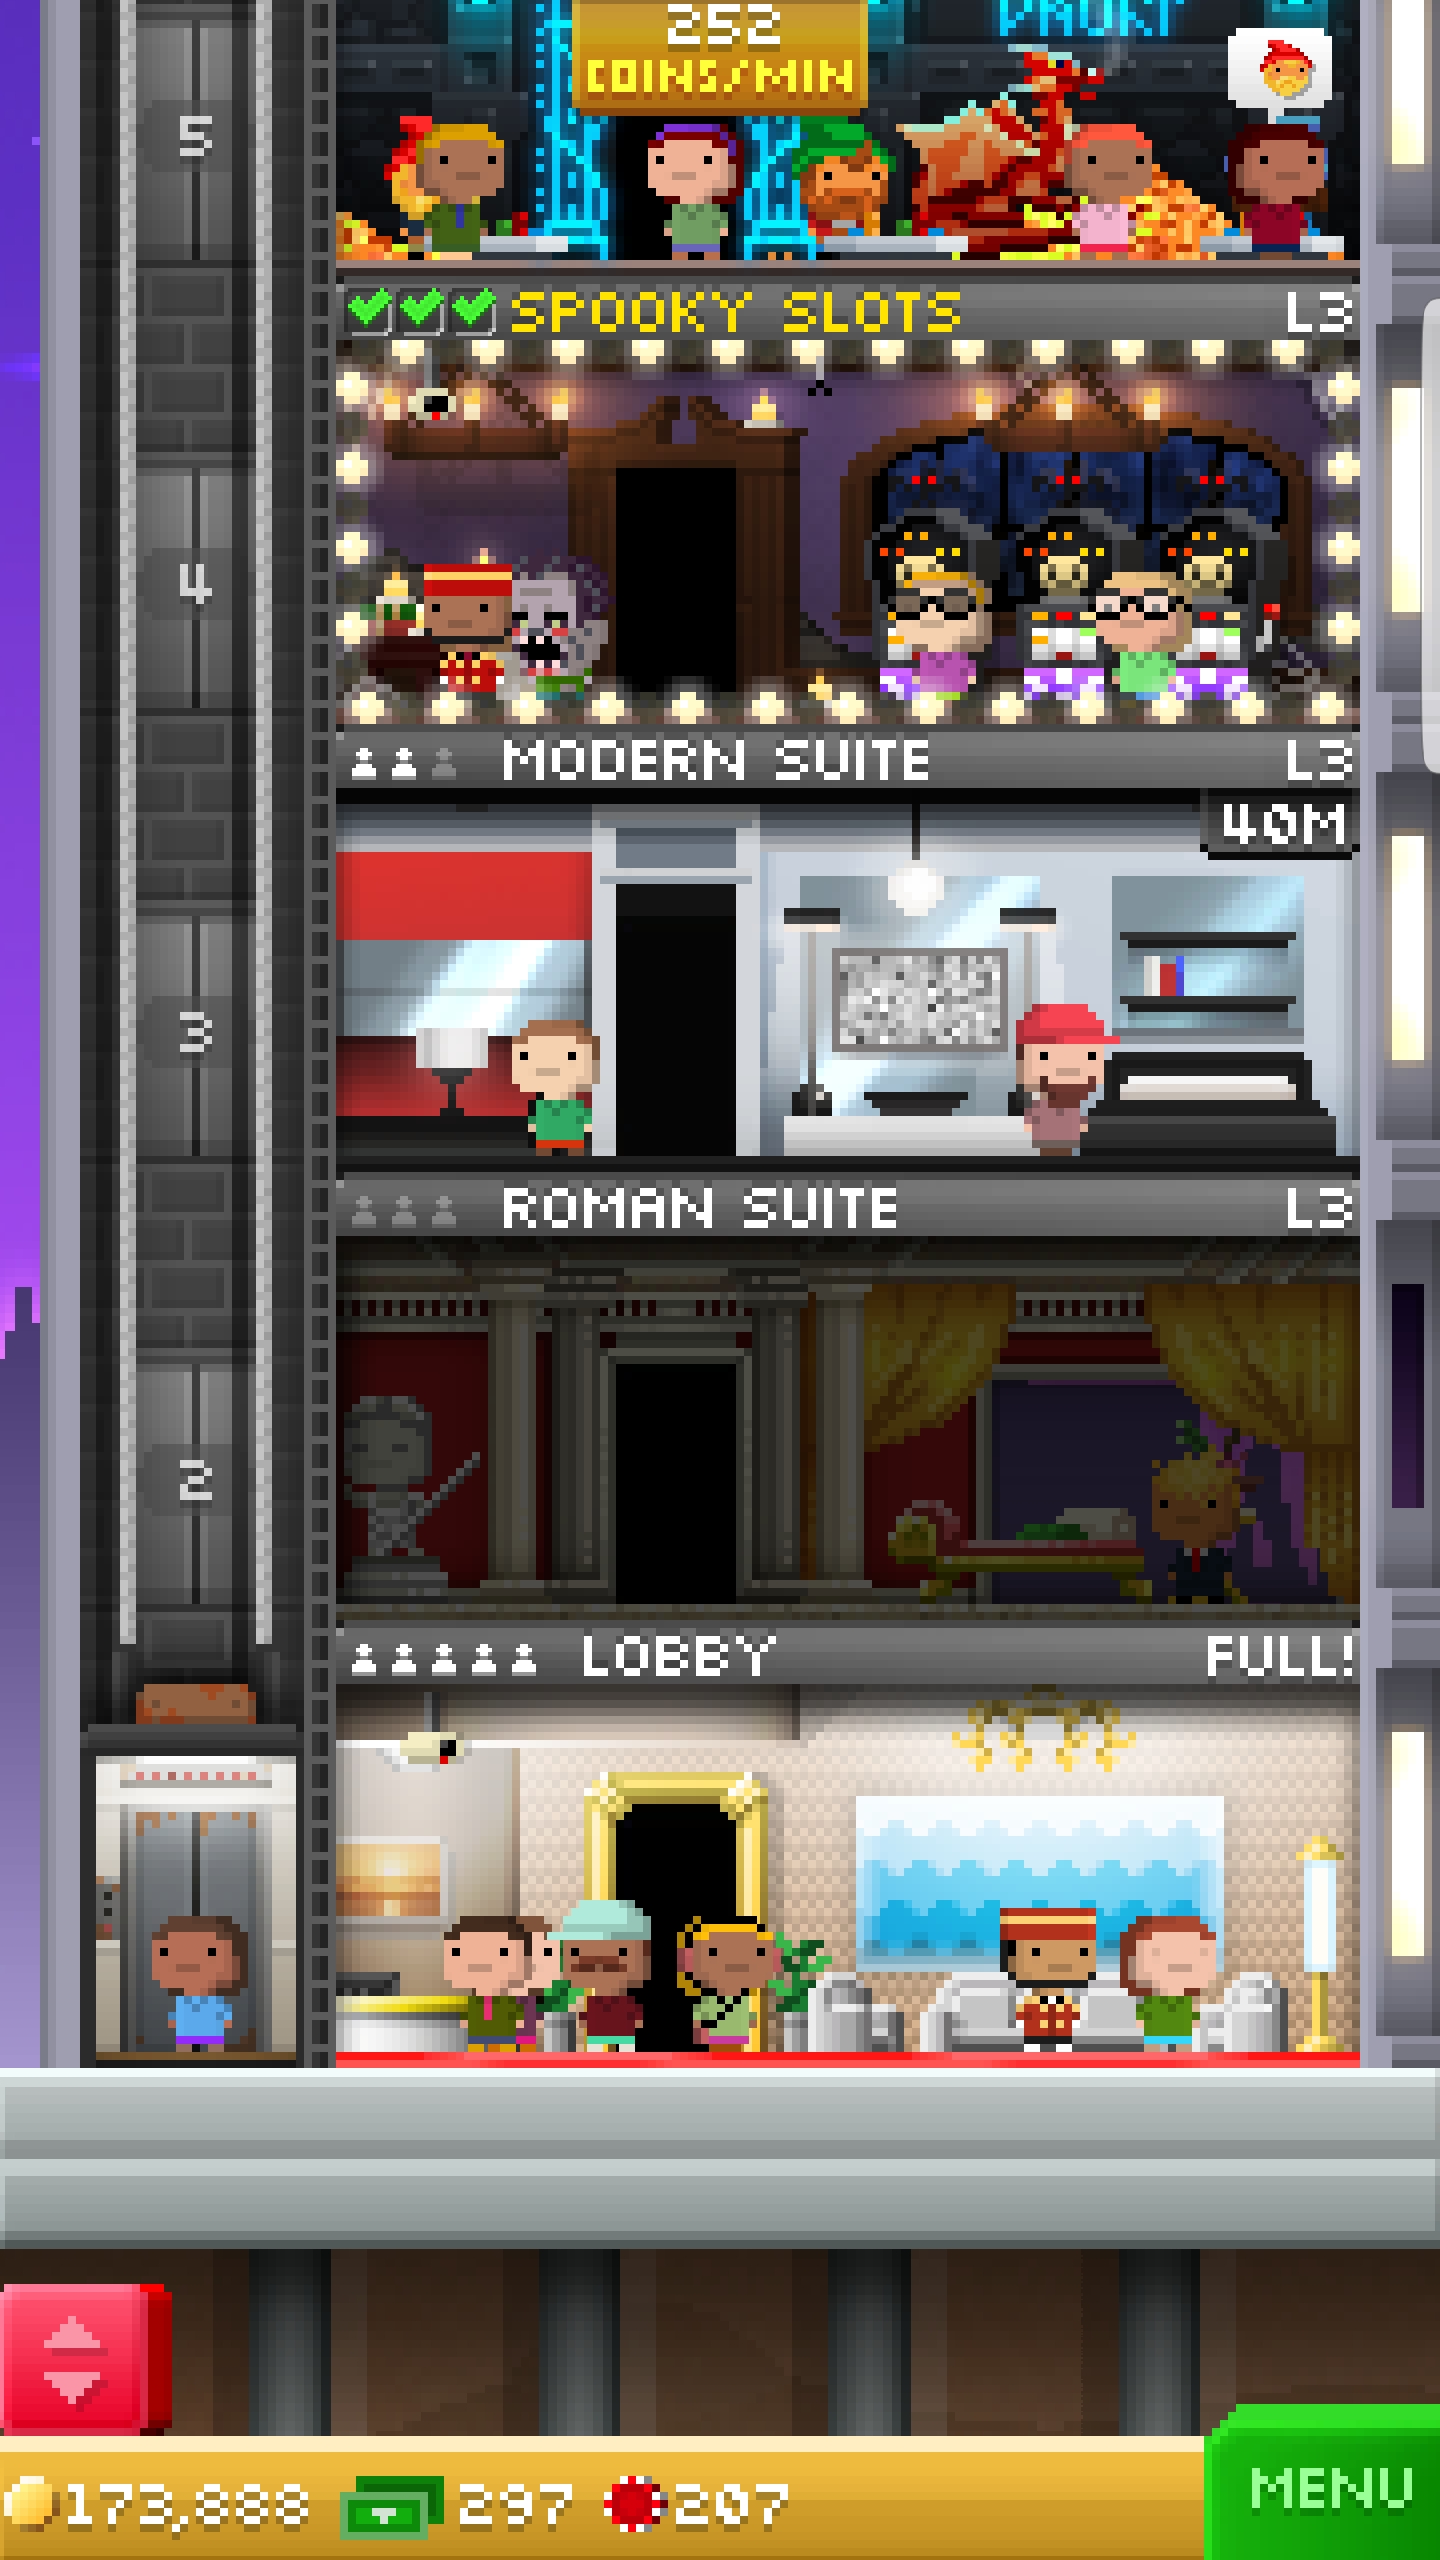 252
COINS/MIN
5
SPOOKY SLOTS L3
4
MODERN SUITE L3
40M
3
ROMAN SUITE L3
2
LOBBY FULL!
173,888 297 207
MENU